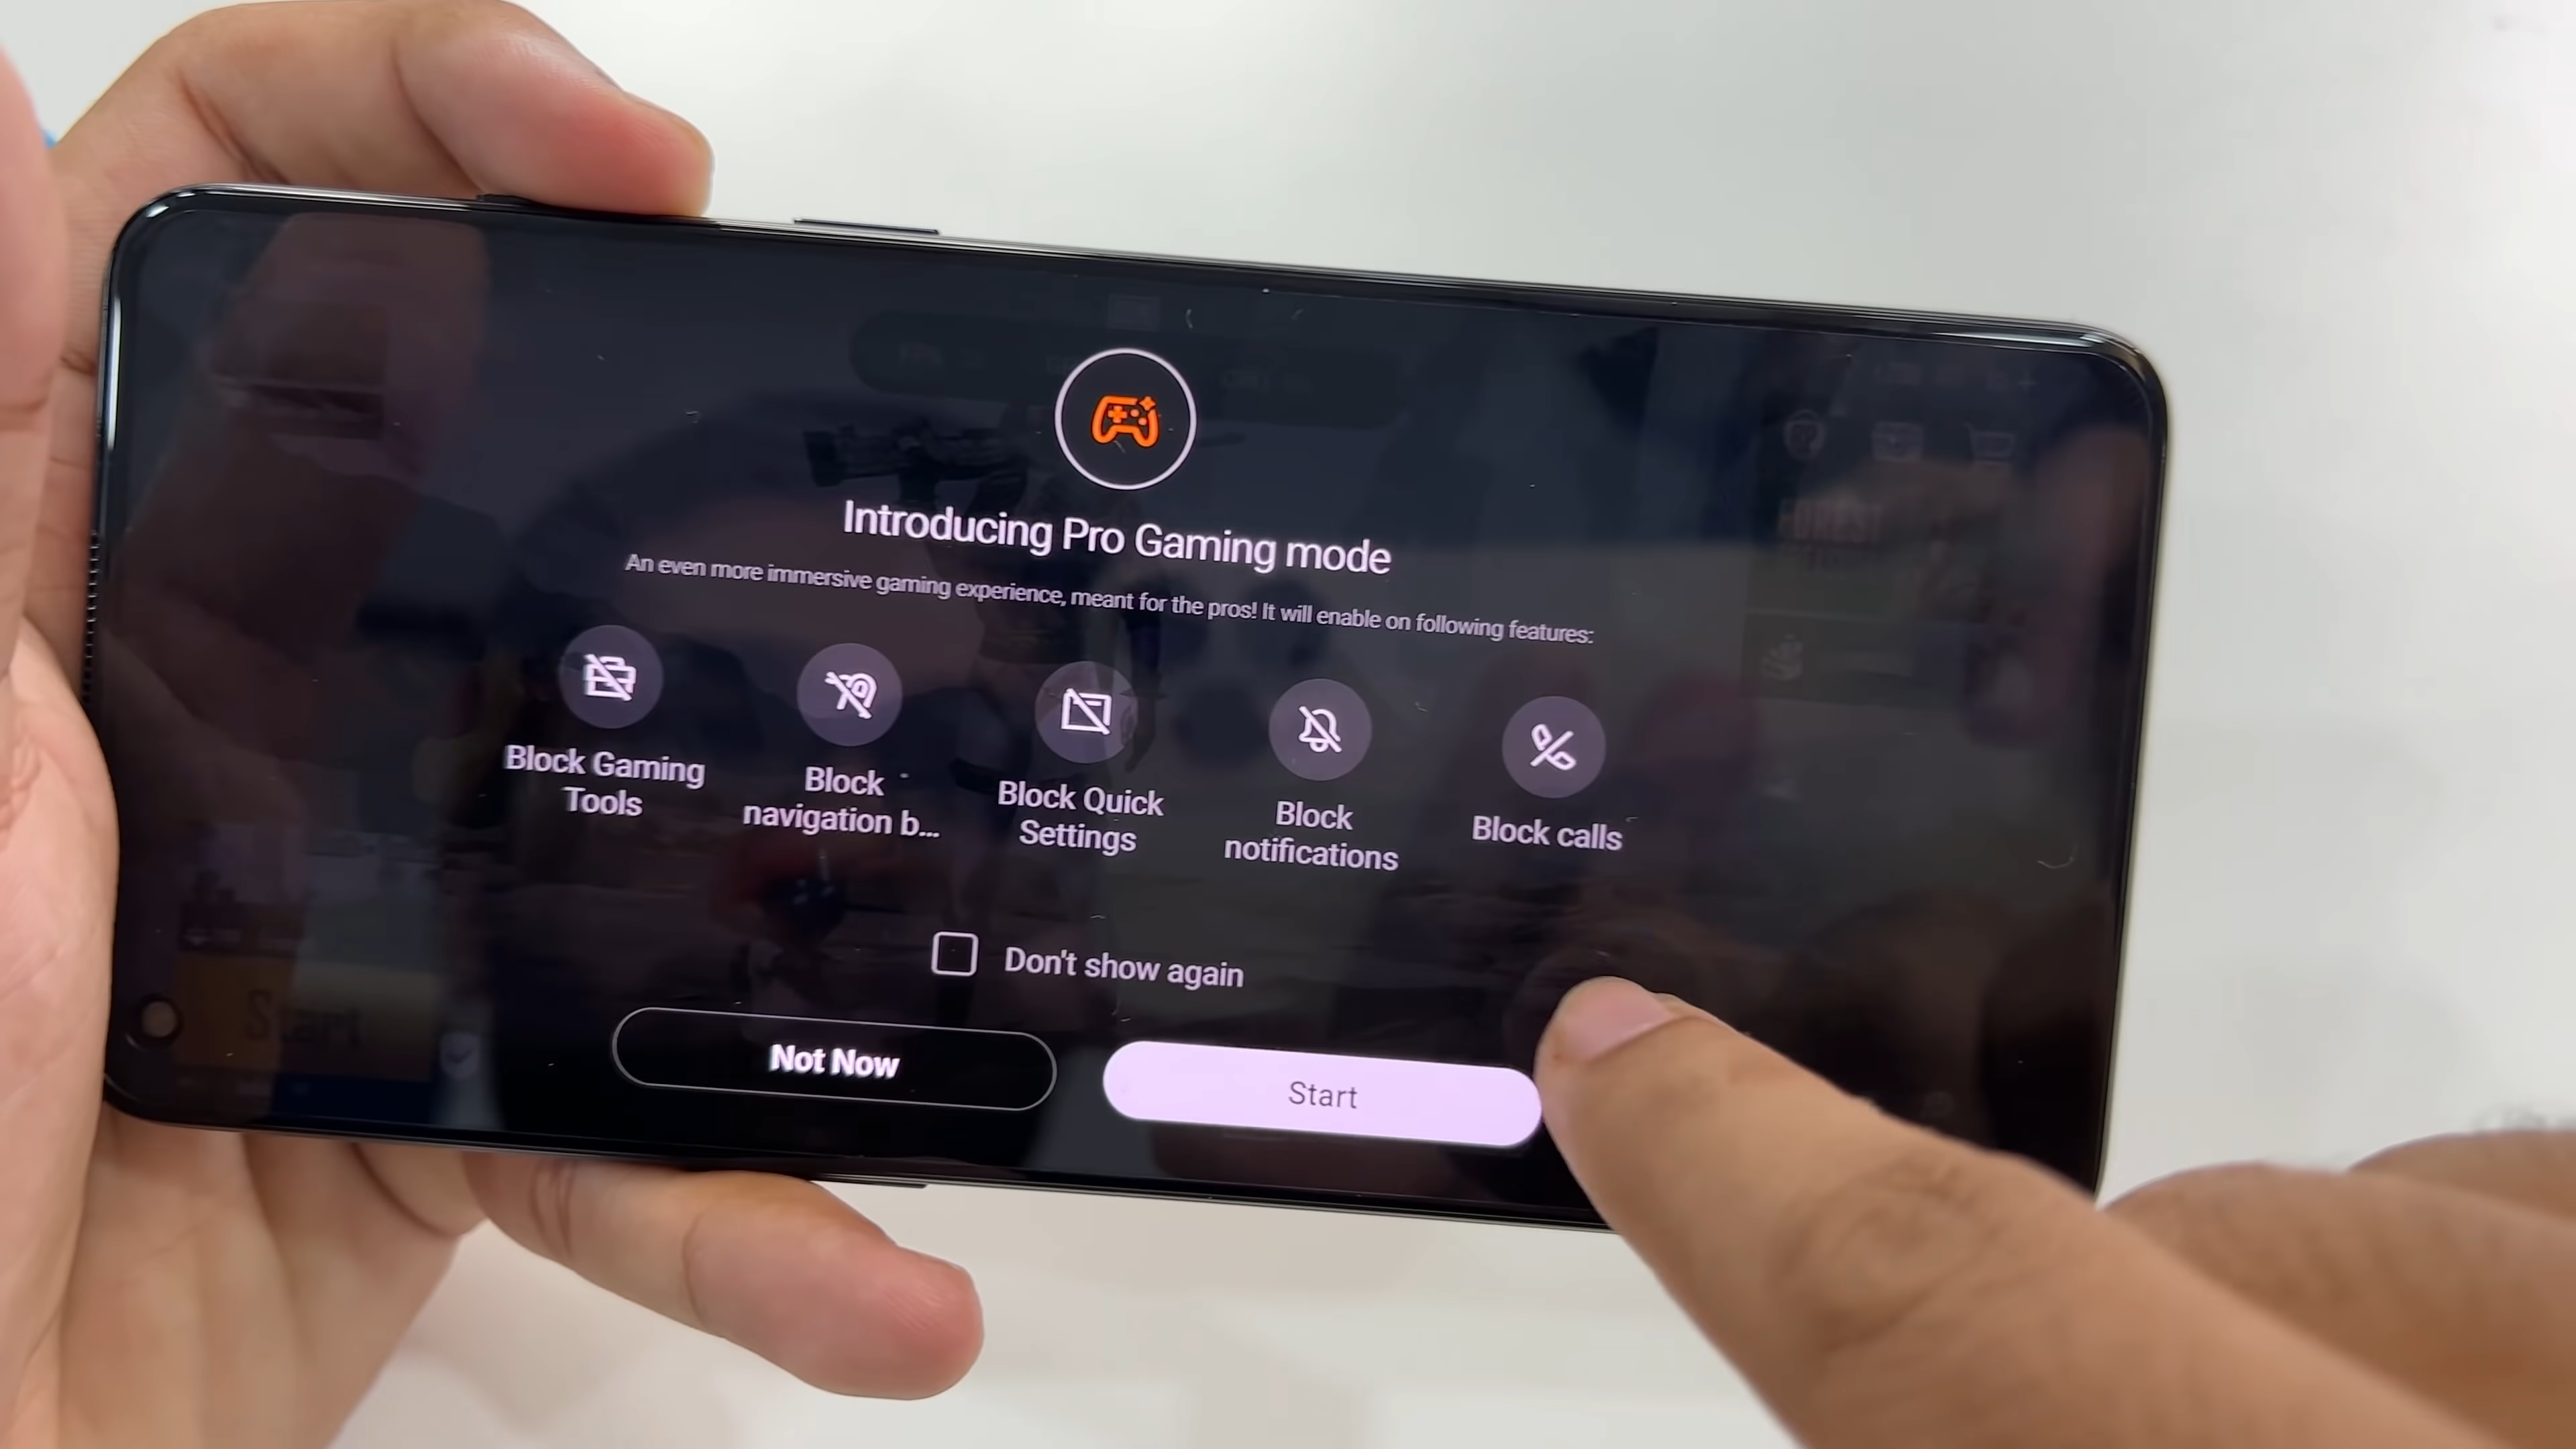 Introducing Pro Gaming mode
An even more immersive gaming experience, meant for the pros! It will enable on following features:
Block Gaming
Tools
Block
navigation b...
Block Quick
Settings
Block
notifications
Block calls
Don't show again
Not Now
Start
Start
FOREST